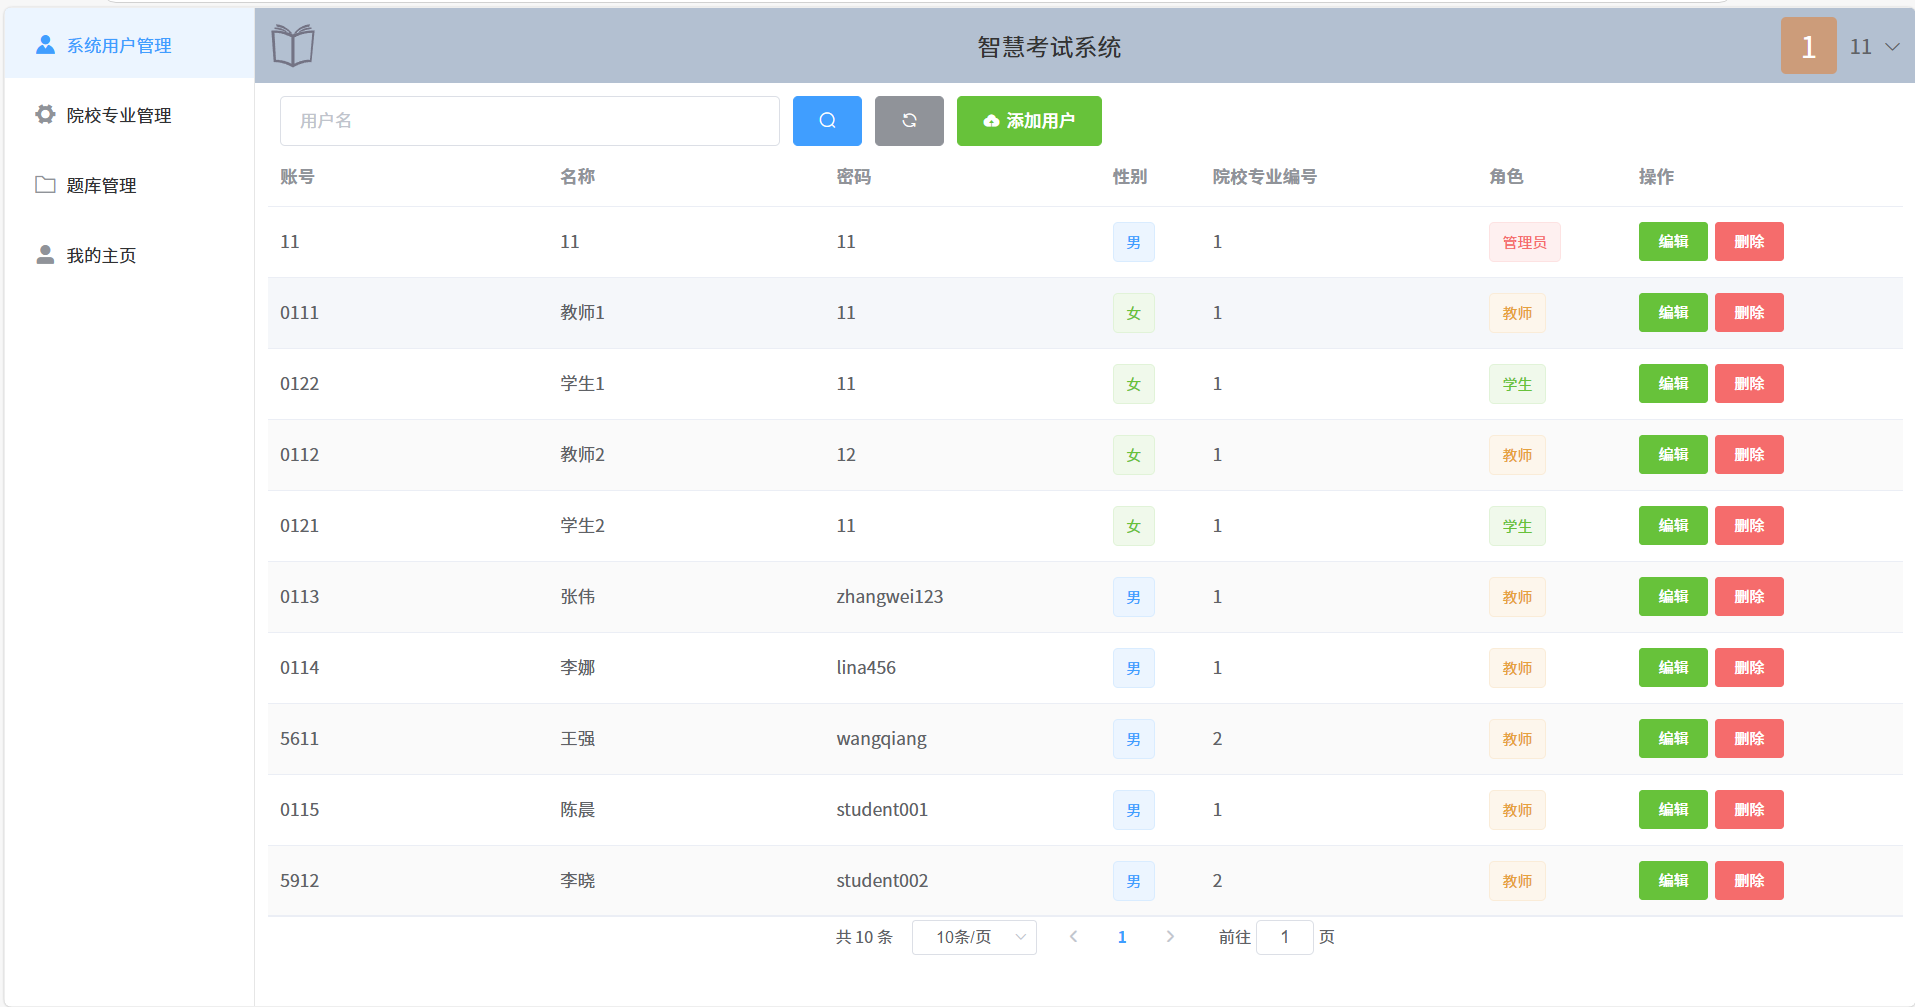 系统用户管理
院校专业管理
题库管理
我的主页
智慧考试系统
1 11
用户名 添加用户
账号 名称 密码 性别 院校专业编号 角色 操作
11 11 11 男 1 管理员 编辑 删除
0111 教师1 11 女 1 教师 编辑 删除
0122 学生1 11 女 1 学生 编辑 删除
0112 教师2 12 女 1 教师 编辑 删除
0121 学生2 11 女 1 学生 编辑 删除
0113 张伟 zhangwei123 男 1 教师 编辑 删除
0114 李娜 lina456 男 1 教师 编辑 删除
5611 王强 wangqiang 男 2 教师 编辑 删除
0115 陈晨 student001 男 1 教师 编辑 删除
5912 李晓 student002 男 2 教师 编辑 删除
共 10 条 10条/页 1 前往 1 页